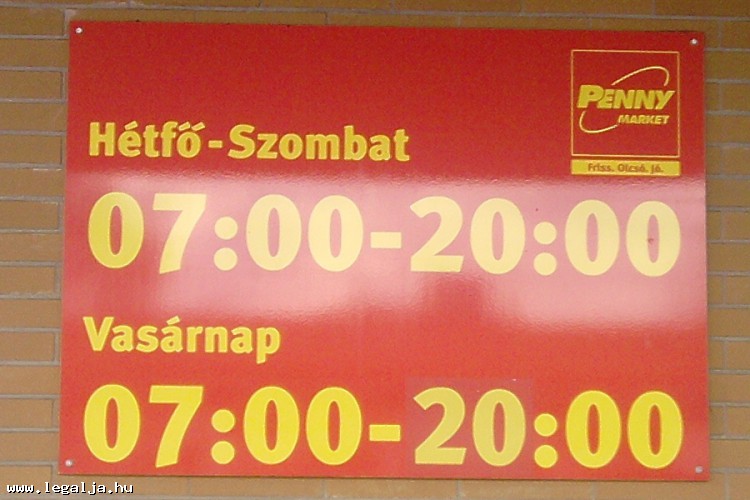 PENNY
MARKET
Friss. Olcsó. Jó.
Hétfő - Szombat
07:00-20:00
Vasárnap
07:00-20:00
www.legalja.hu